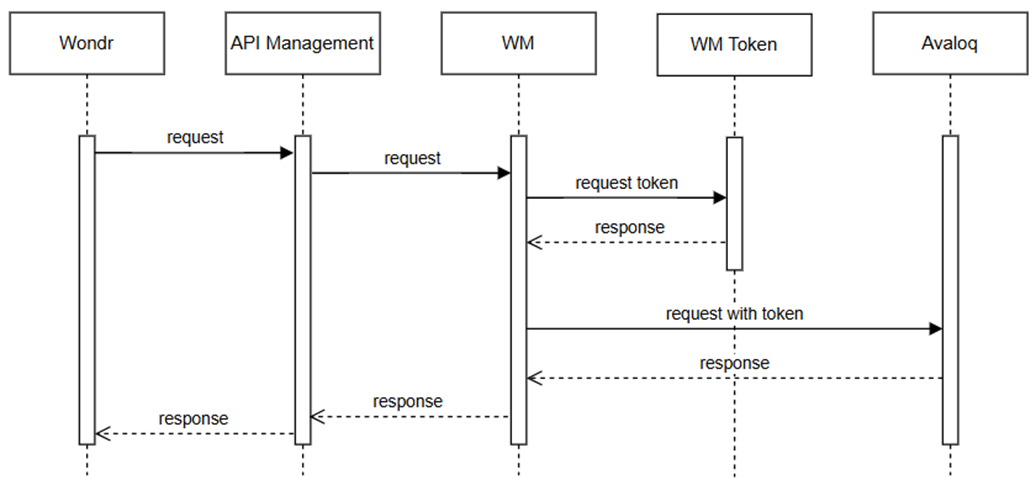 Wondr
API Management
WM
WM Token
Avaloq
request
request
request token
response
request with token
response
response
response